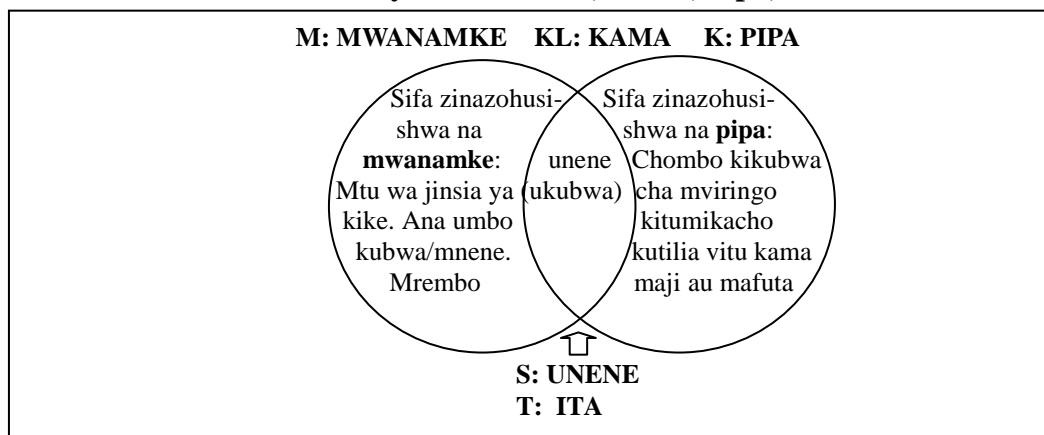 M: MWANAMKE KL: KAMA K: PIPA
Sifa zinazohusi-
shwa na
mwanamke:
Mtu wa jinsia ya
kike. Ana umbo
kubwa/mnene.
Mrembo
unene
(ukubwa)
Sifa zinazohusi-
shwa na pipa:
Chombo kikubwa
cha mviringo
kitumikacho
kutilia vitu kama
maji au mafuta
S: UNENE
T: ITA